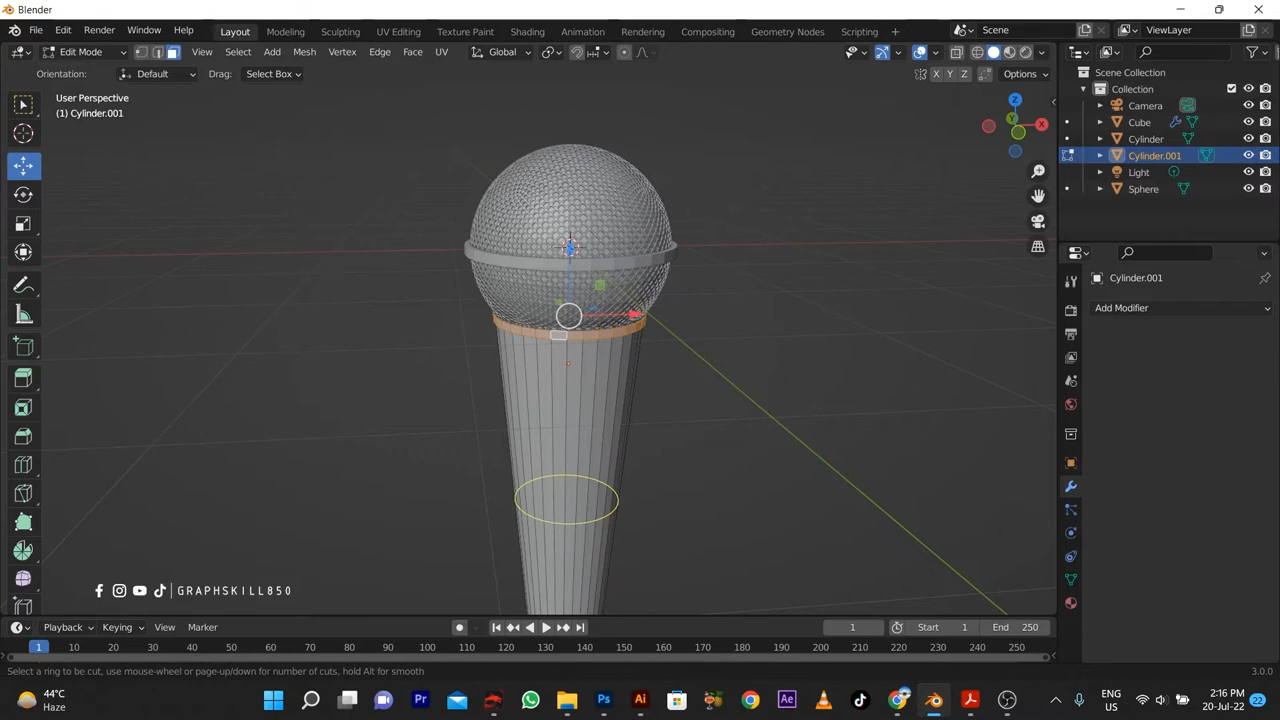 Blender
File Edit Render Window Help Layout Modeling Sculpting UV Editing Texture Paint Shading Animation Rendering Compositing Geometry Nodes Scripting Scene ViewLayer
Edit Mode View Select Add Mesh Vertex Edge Face UV Global
Orientation: Default Drag: Select Box X Y Z Options
User Perspective
(1) Cylinder.001
Z
Y
X
Scene Collection
Collection
Camera
Cube
Cylinder
Cylinder.001
Light
Sphere
Cylinder.001
Add Modifier
GRAPHSKILL850
Playback Keying View Marker 1 Start 1 End 250
1 10 20 30 40 50 60 70 80 90 100 110 120 130 140 150 160 170 180 190 200 210 220 230 240 250
Select a ring to be cut, use mouse-wheel or page-up/down for number of cuts, hold Alt for smooth 3.0.0
44°C
Haze
Pr
Ps
Ai
Ae
ENG
US
2:16 PM
20-Jul-22
22